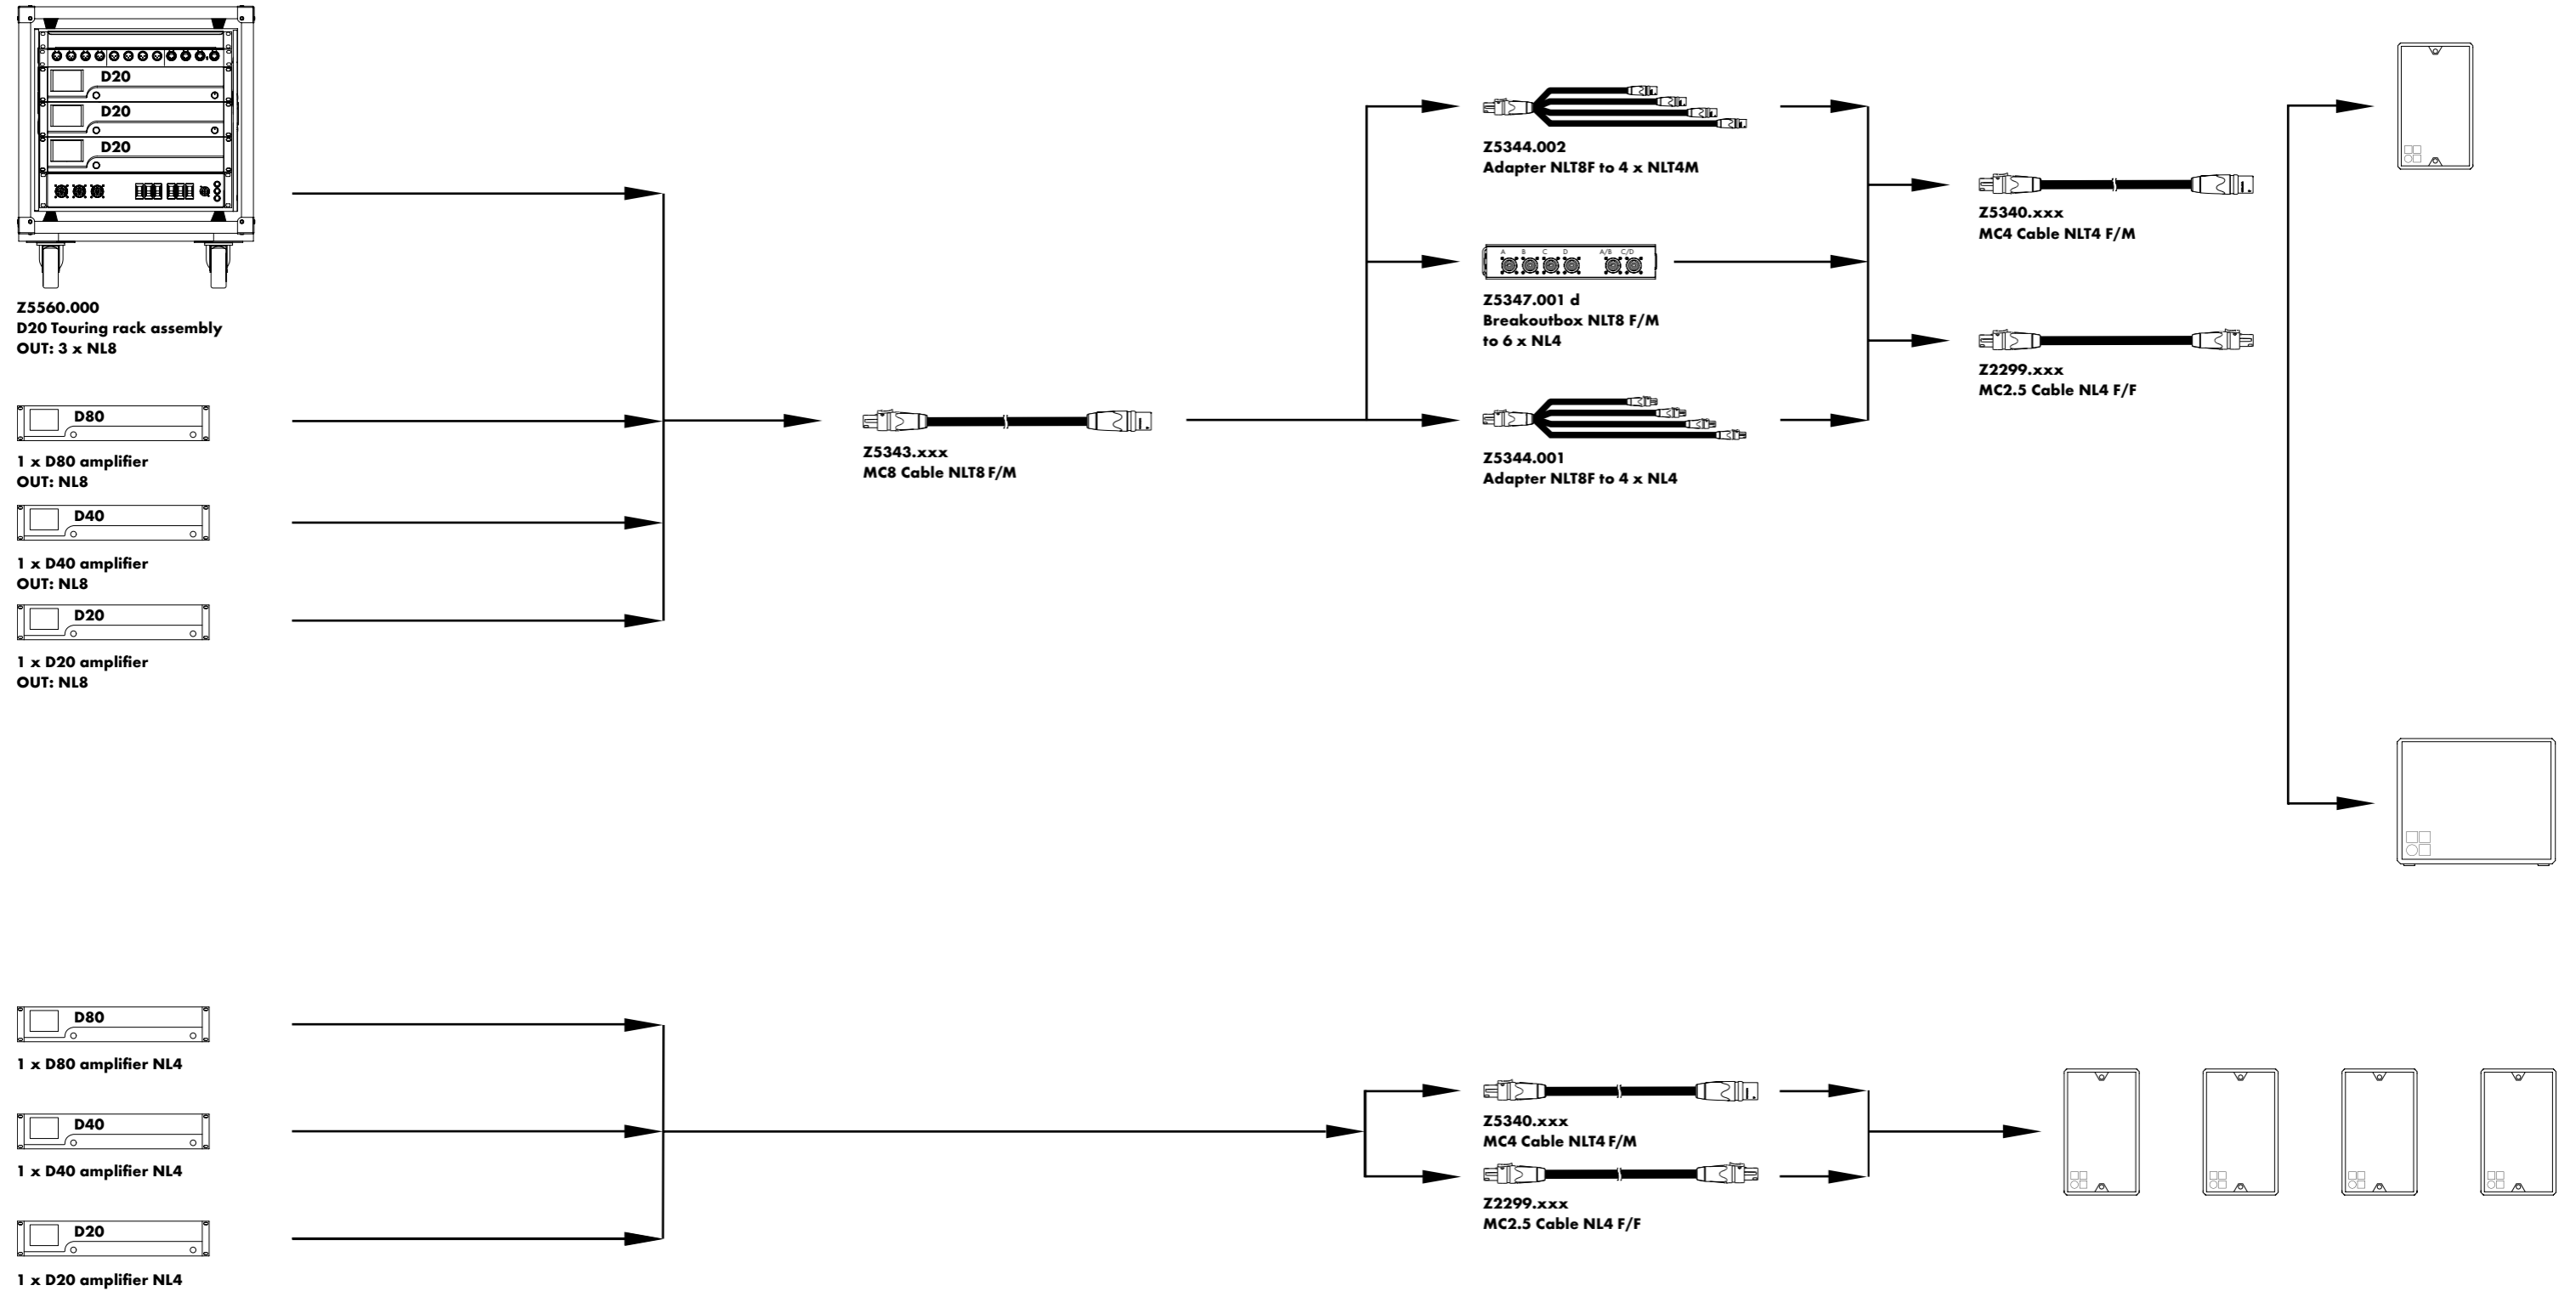 D20
D20
D20
Z5560.000
D20 Touring rack assembly
OUT: 3 x NL8
D80
1 x D80 amplifier
OUT: NL8
D40
1 x D40 amplifier
OUT: NL8
D20
1 x D20 amplifier
OUT: NL8
Z5343.xxx
MC8 Cable NLT8 F/M
Z5344.002
Adapter NLT8F to 4 x NLT4M
A B C D A/B C/D
Z5347.001 d
Breakoutbox NLT8 F/M
to 6 x NL4
Z5344.001
Adapter NLT8F to 4 x NL4
Z5340.xxx
MC4 Cable NLT4 F/M
Z2299.xxx
MC2.5 Cable NL4 F/F
D80
1 x D80 amplifier NL4
D40
1 x D40 amplifier NL4
D20
1 x D20 amplifier NL4
Z5340.xxx
MC4 Cable NLT4 F/M
Z2299.xxx
MC2.5 Cable NL4 F/F